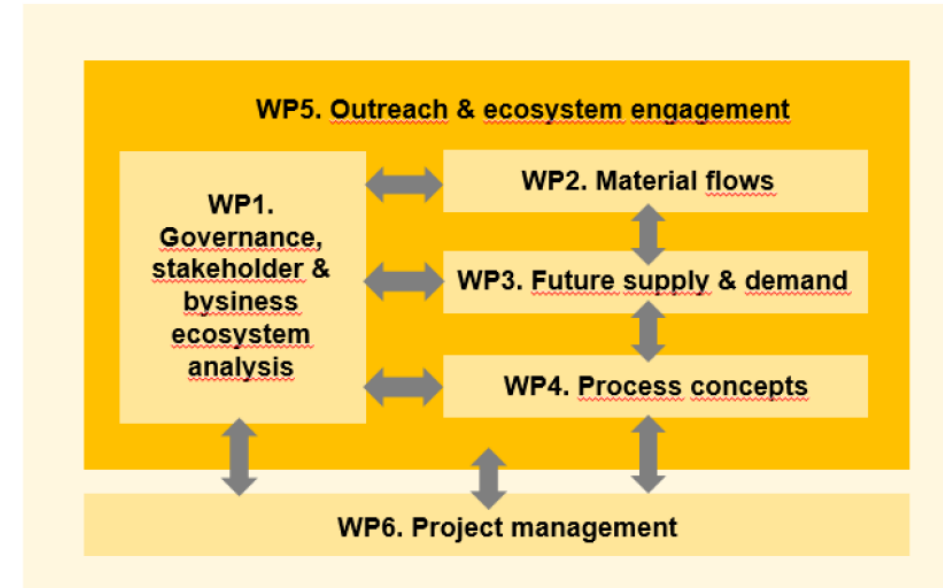 WP5. Outreach & ecosystem engagement
WP1.
Governance,
stakeholder &
bysiness
ecosystem
analysis
WP2. Material flows
WP3. Future supply & demand
WP4. Process concepts
WP6. Project management